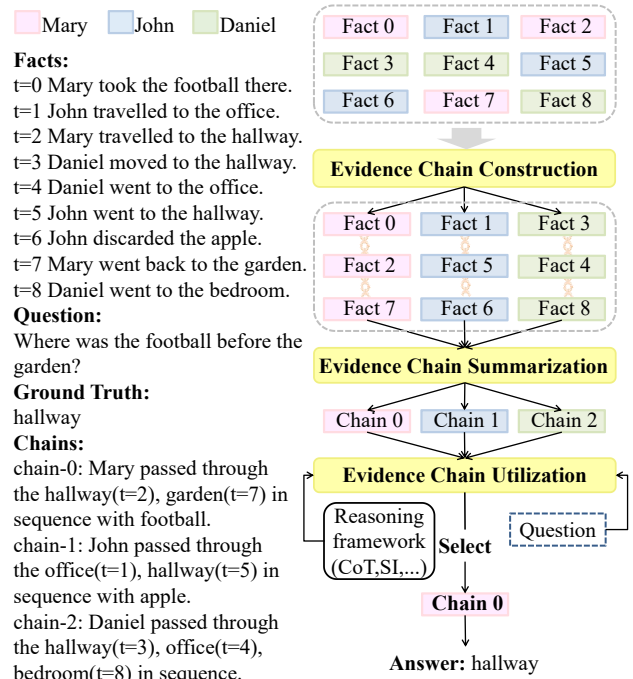 Mary John Daniel
Facts:
t=0 Mary took the football there.
t=1 John travelled to the office.
t=2 Mary travelled to the hallway.
t=3 Daniel moved to the hallway.
t=4 Daniel went to the office.
t=5 John went to the hallway.
t=6 John discarded the apple.
t=7 Mary went back to the garden.
t=8 Daniel went to the bedroom.
Question:
Where was the football before the
garden?
Ground Truth:
hallway
Chains:
chain-0: Mary passed through
the hallway(t=2), garden(t=7) in
sequence with football.
chain-1: John passed through
the office(t=1), hallway(t=5) in
sequence with apple.
chain-2: Daniel passed through
the hallway(t=3), office(t=4),
bedroom(t=8) in sequence.
Fact 0 Fact 1 Fact 2
Fact 3 Fact 4 Fact 5
Fact 6 Fact 7 Fact 8
Evidence Chain Construction
Fact 0 Fact 1 Fact 3
Fact 2 Fact 5 Fact 4
Fact 7 Fact 6 Fact 8
Evidence Chain Summarization
Chain 0 Chain 1 Chain 2
Evidence Chain Utilization
Reasoning
framework
(CoT,SI,...)
Select
Question
Chain 0
Answer: hallway